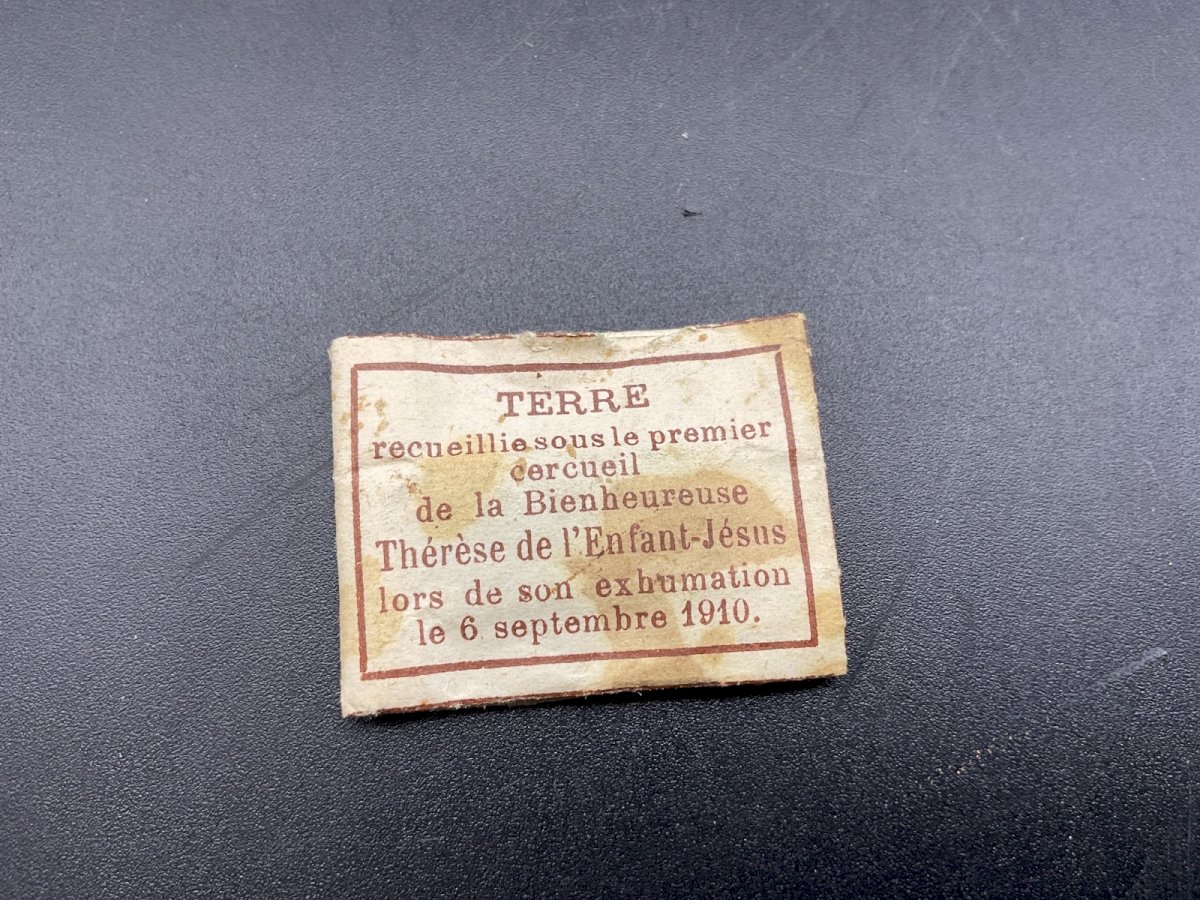 TERRE
recueillie sous le premier
cercueil
de la Bienheureuse
Thérèse de l'Enfant-Jésus
lors de son exhumation
le 6 septembre 1910.